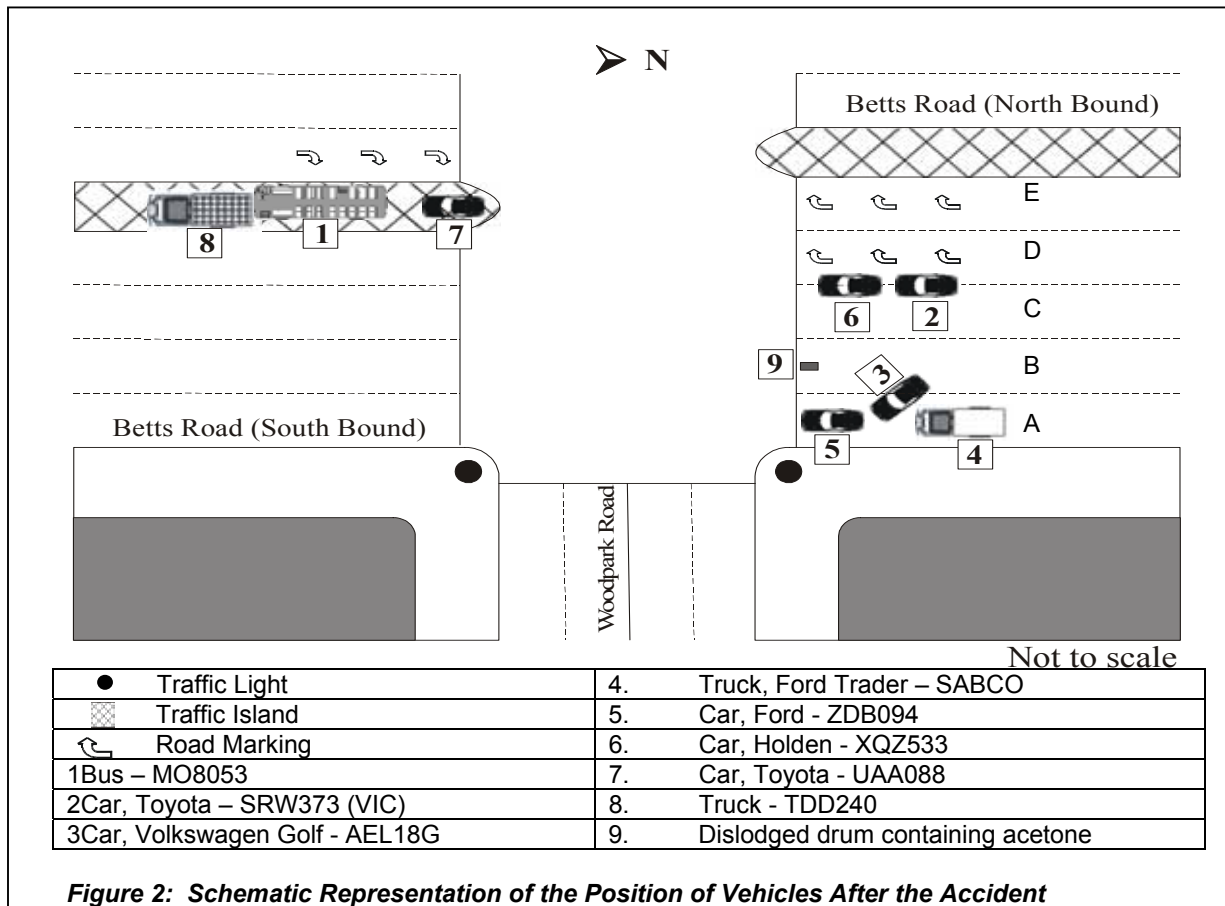 N
Betts Road (North Bound)
E
D
C
B
A
8
1
7
6
2
9
3
5
4
Betts Road (South Bound)
Woodpark Road
Not to scale
Traffic Light
4. Truck, Ford Trader – SABCO
Traffic Island
5. Car, Ford - ZDB094
Road Marking
6. Car, Holden - XQZ533
1Bus – MO8053
7. Car, Toyota - UAA088
2Car, Toyota – SRW373 (VIC)
8. Truck - TDD240
3Car, Volkswagen Golf - AEL18G
9. Dislodged drum containing acetone
Figure 2: Schematic Representation of the Position of Vehicles After the Accident